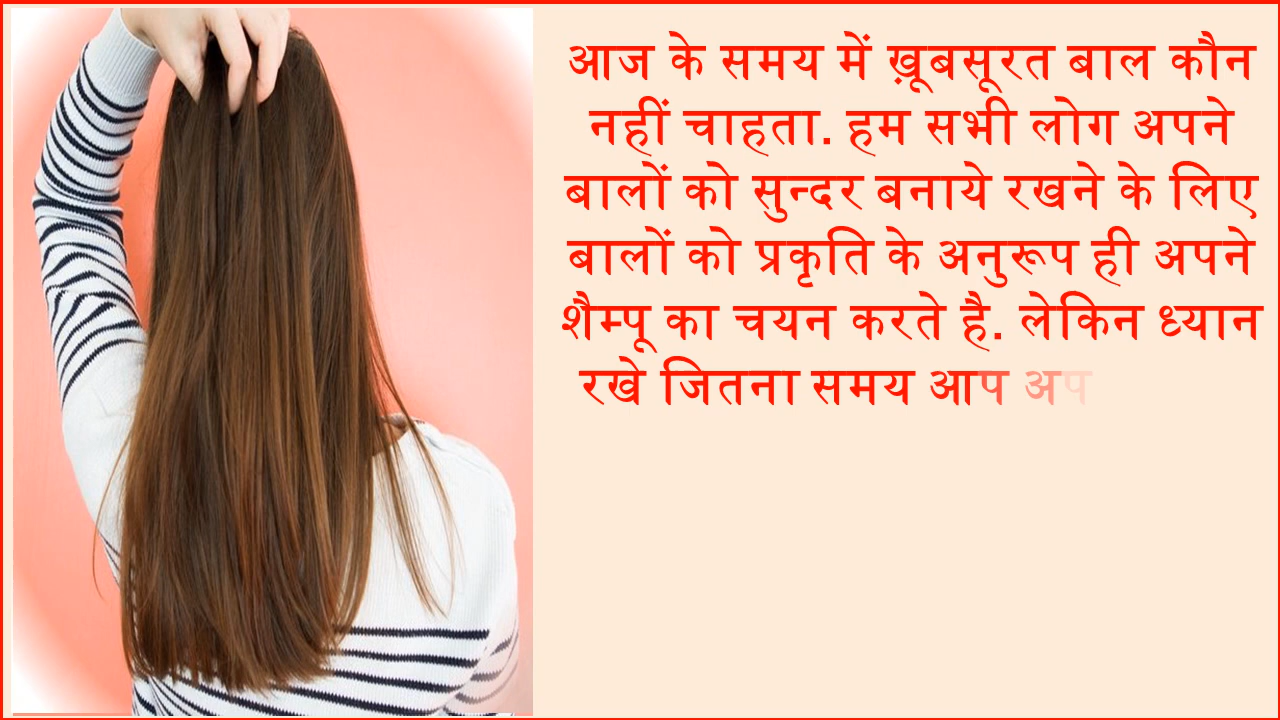 आज के समय में ख़ूबसूरत बाल कौन
नहीं चाहता. हम सभी लोग अपने
बालों को सुन्दर बनाये रखने के लिए
बालों को प्रकृति के अनुरूप ही अपने
शैम्पू का चयन करते है. लेकिन ध्यान
रखे जितना समय आप अप